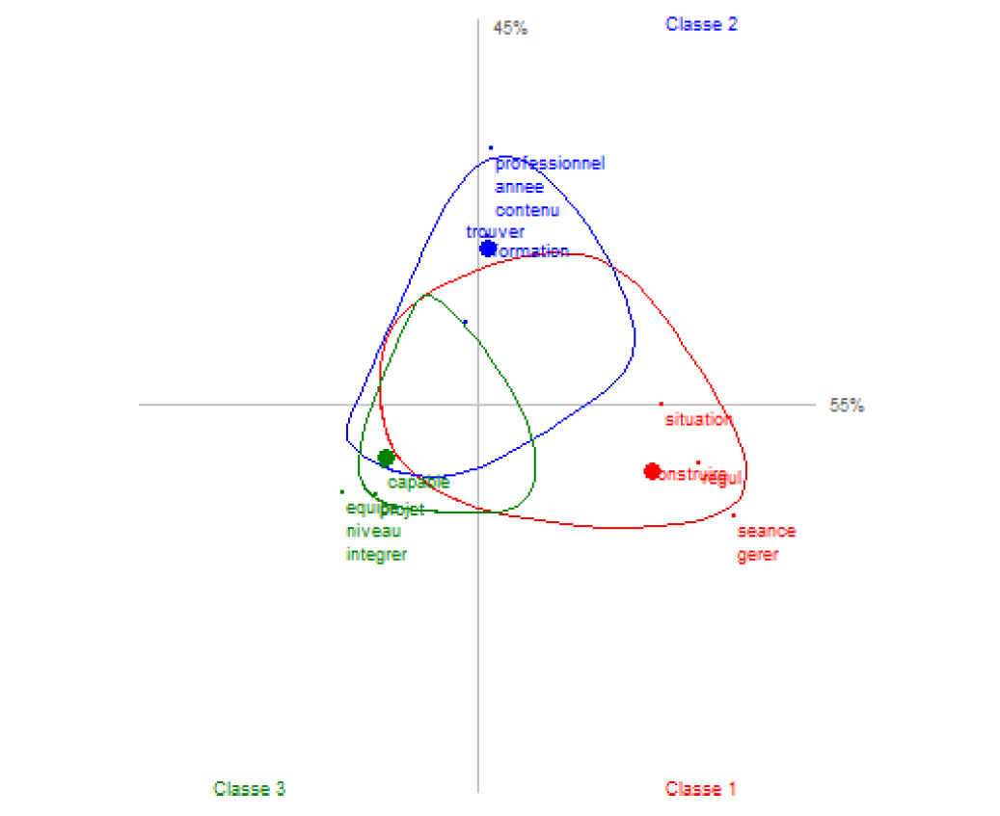 45%
Classe 2
professionnel
annee
contenu
trouver
formation
55%
situation
onstruire
regul
capable
equipe
projet
niveau
integrer
seance
gerer
Classe 3
Classe 1